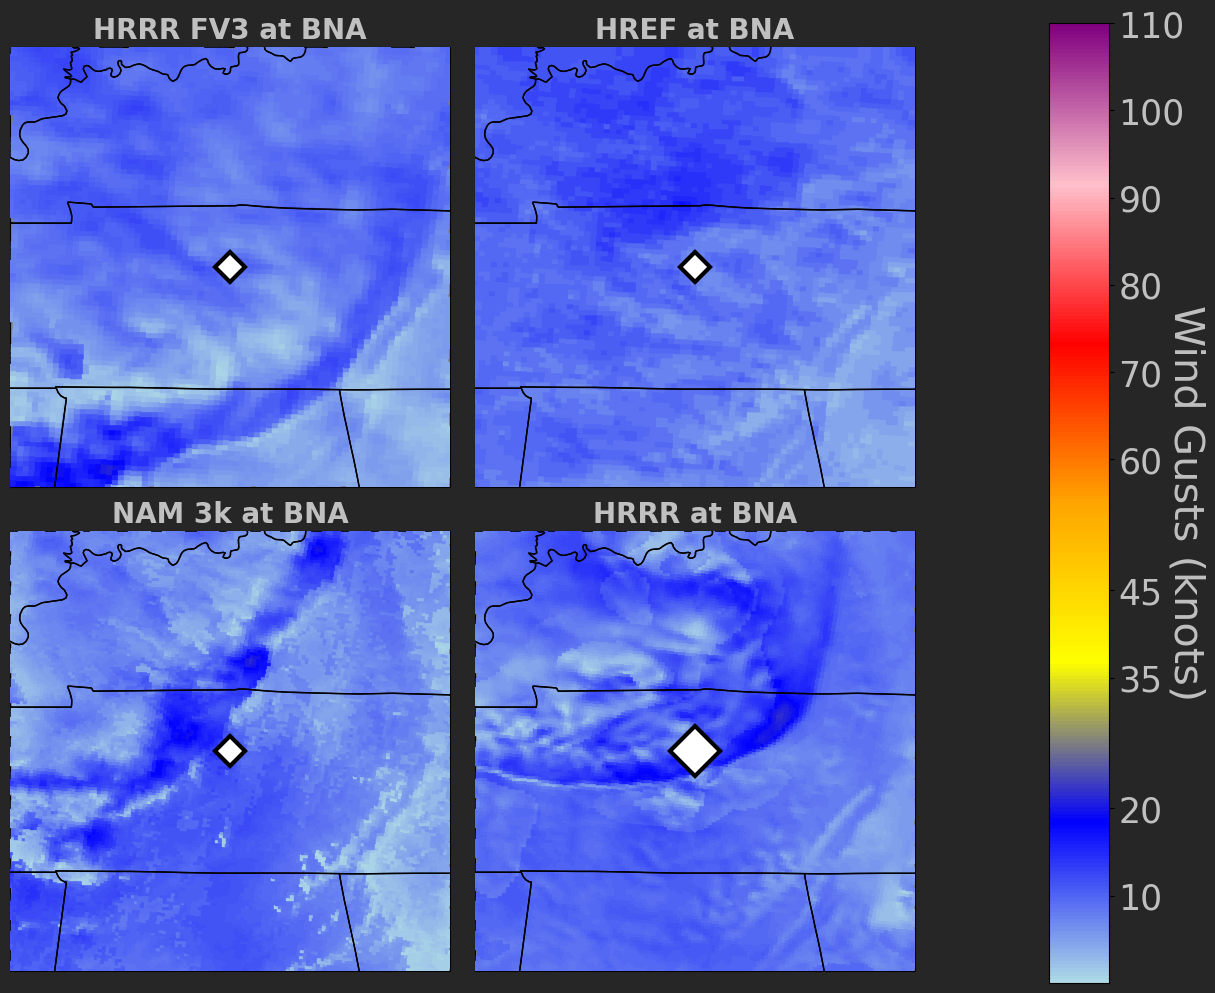 HRRR FV3 at BNA
HREF at BNA
NAM 3k at BNA
HRRR at BNA
110
100
90
80
70
60
45
35
20
10
Wind Gusts (knots)